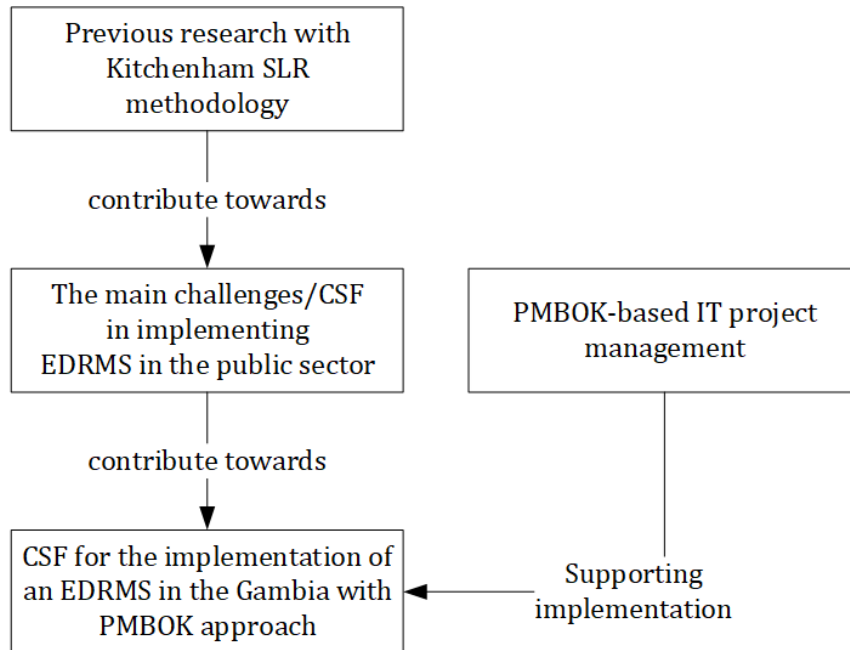 Previous research with
Kitchenham SLR
methodology
contribute towards
The main challenges/CSF
in implementing
EDRMS in the public sector
PMBOK-based IT project
management
contribute towards
CSF for the implementation of
an EDRMS in the Gambia with
PMBOK approach
Supporting
implementation